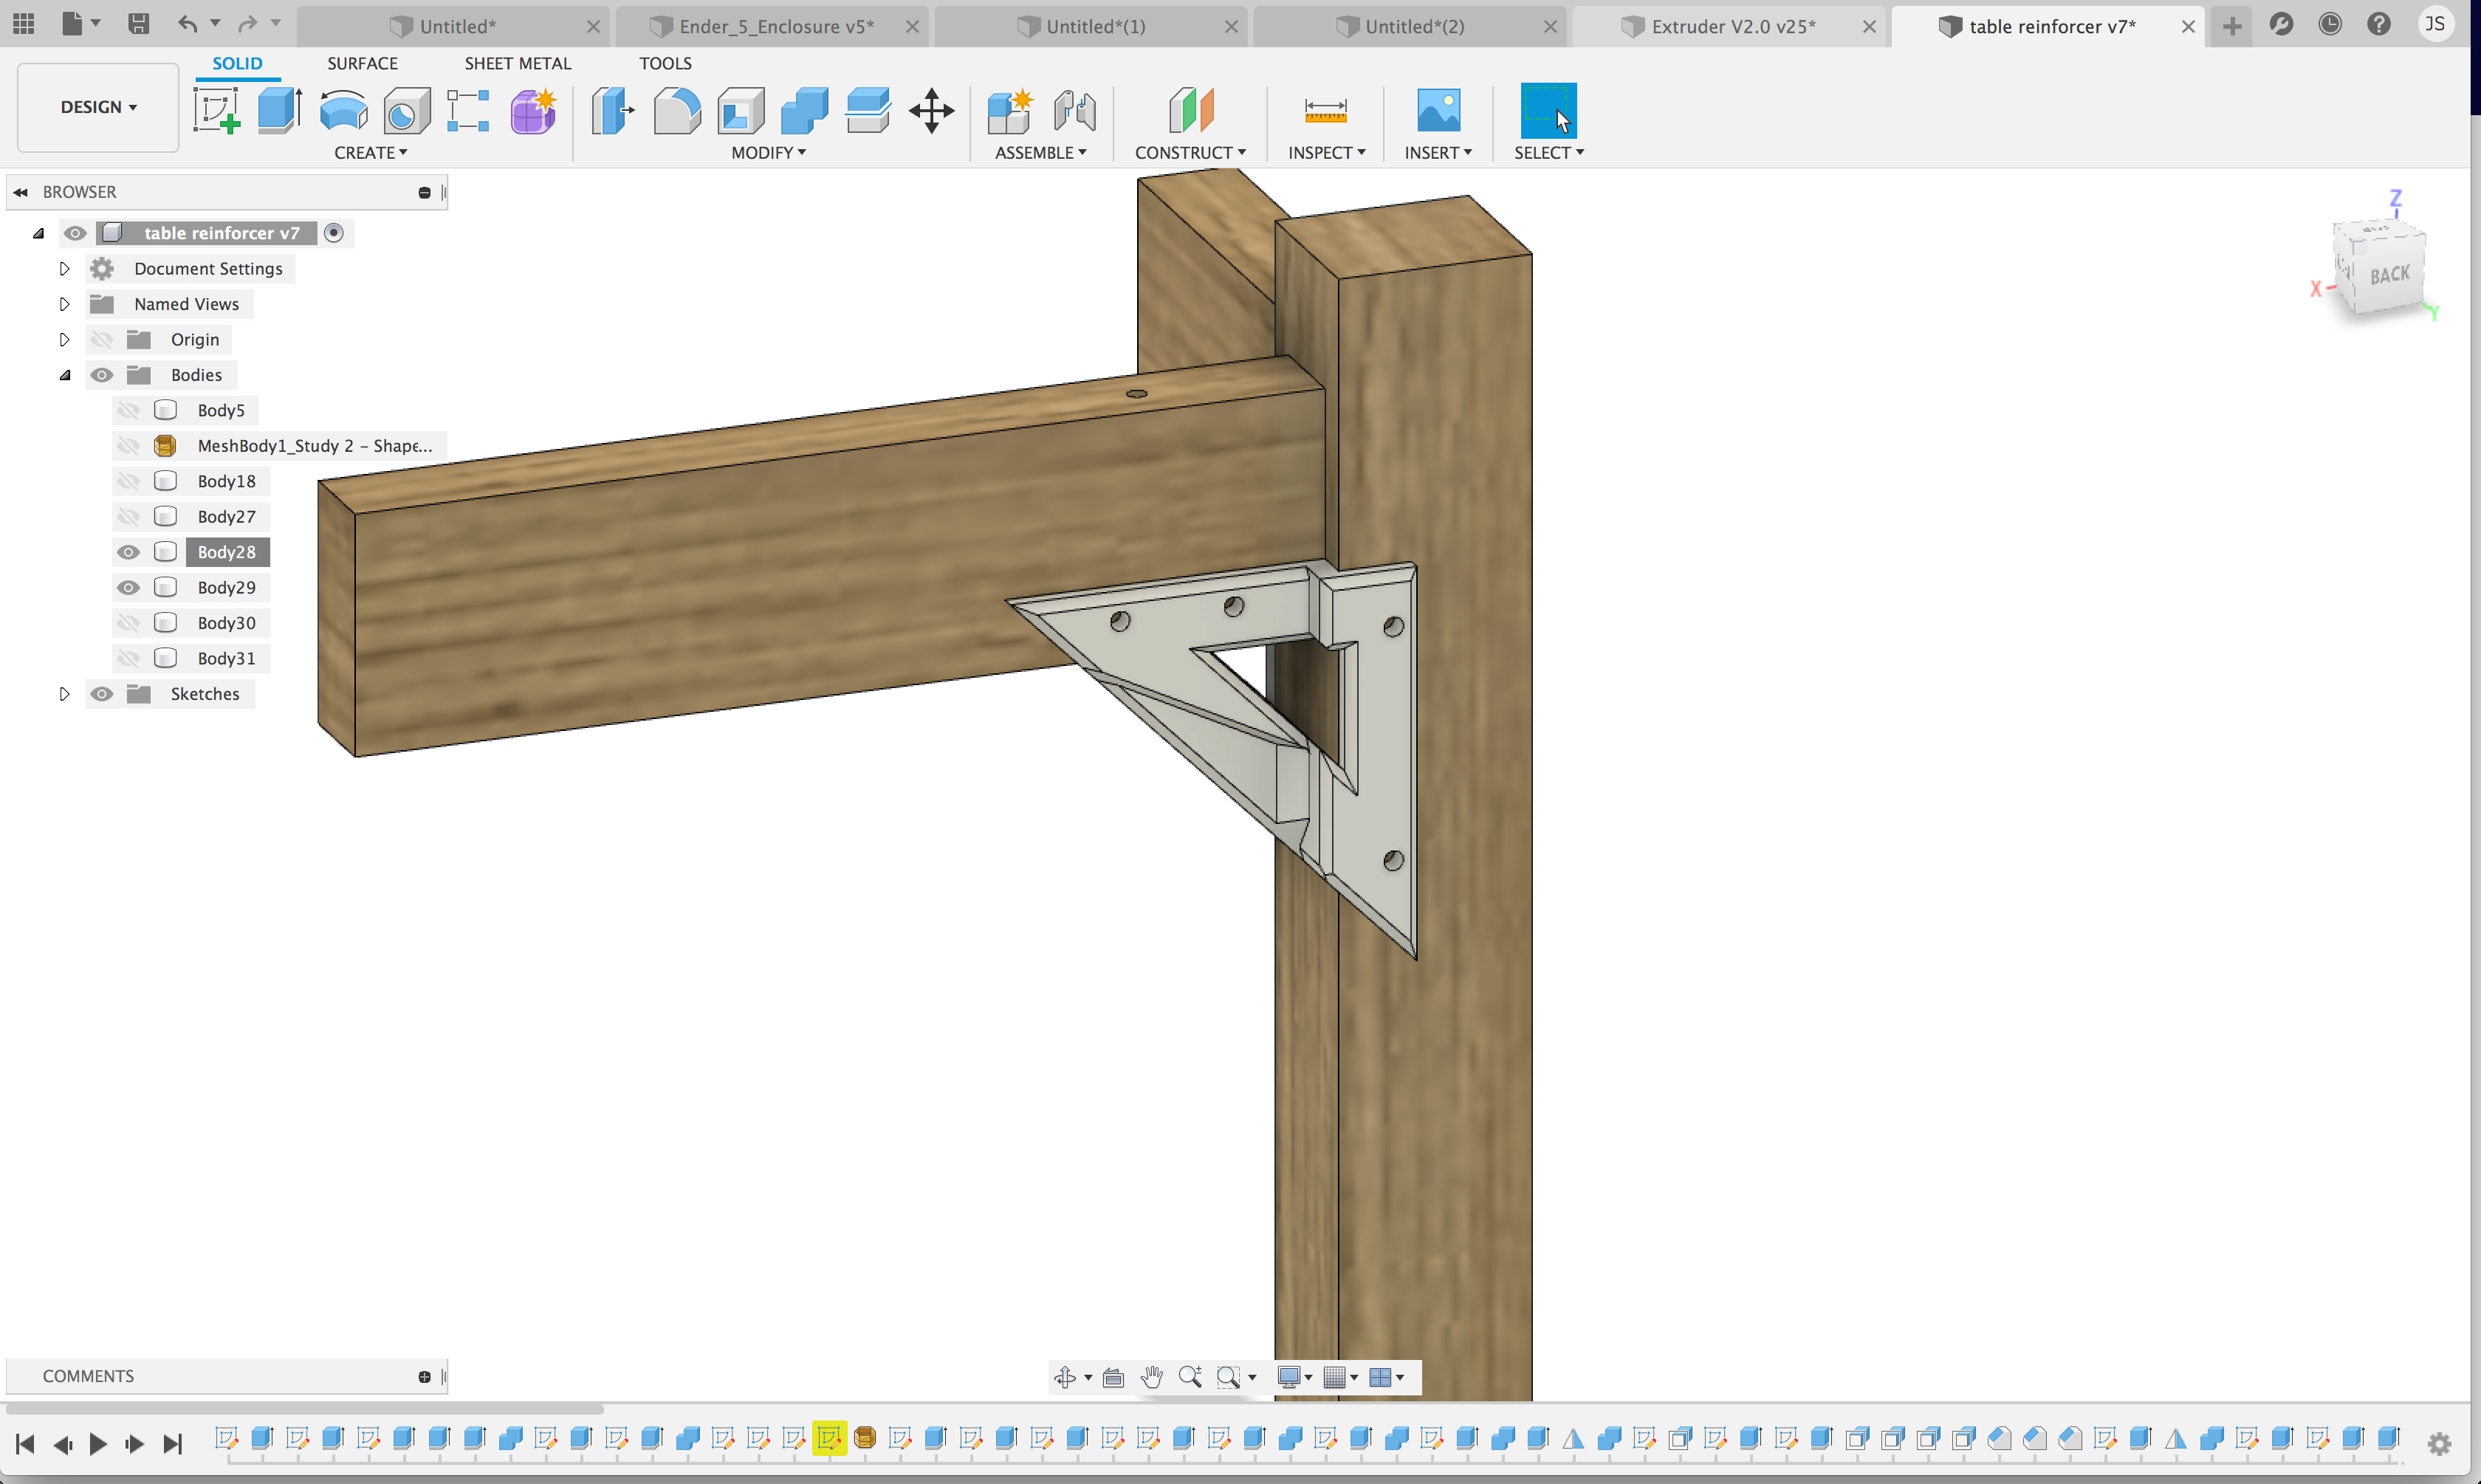 Untitled*
Ender_5_Enclosure v5*
Untitled*(1)
Untitled*(2)
Extruder V2.0 v25*
table reinforcer v7*
JS
SOLID
SURFACE
SHEET METAL
TOOLS
DESIGN
CREATE
MODIFY
ASSEMBLE
CONSTRUCT
INSPECT
INSERT
SELECT
BROWSER
table reinforcer v7
Document Settings
Named Views
Origin
Bodies
Body5
MeshBody1_Study 2 - Shape...
Body18
Body27
Body28
Body29
Body30
Body31
Sketches
Z
BACK
X
Y
COMMENTS